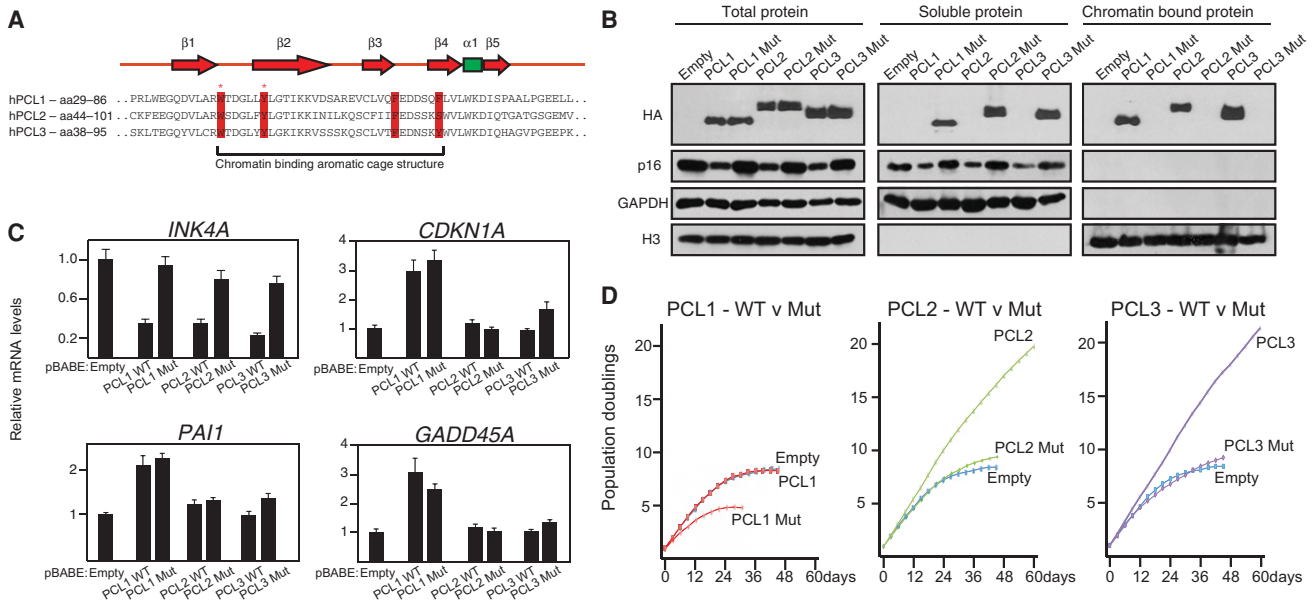 A
β1
β2
β3
β4
α1
β5
* *
hPCL1 – aa29–86 ..PRLWEGQDVLARWTDGLLYLGTIKKVDSAREVCLVQFEDDSQFLVLWKDISPAALPGEELL..
hPCL2 – aa44–101 ..CKFEEGQDVLARWSDGLFYLGTIKKINILKQSCFIIFEDSSKSWVLWKDIQTGATGSGEMV..
hPCL3 – aa38–95 ..SKLTEGQYVLCRWTDGLYYLGKIKRVSSSKQSCLVTFEDNSKYWVLWKDIQHAGVPGEEPK..
Chromatin binding aromatic cage structure
B
Total protein
Soluble protein
Chromatin bound protein
Empty PCL1 PCL1 Mut PCL2 PCL2 Mut PCL3 PCL3 Mut
Empty PCL1 PCL1 Mut PCL2 PCL2 Mut PCL3 PCL3 Mut
Empty PCL1 PCL1 Mut PCL2 PCL2 Mut PCL3 PCL3 Mut
HA
p16
GAPDH
H3
C
Relative mRNA levels
INK4A
1.0
0.6
0.2
pBABE: Empty PCL1 WT PCL1 Mut PCL2 WT PCL2 Mut PCL3 WT PCL3 Mut
CDKN1A
4
3
2
1
pBABE: Empty PCL1 WT PCL1 Mut PCL2 WT PCL2 Mut PCL3 WT PCL3 Mut
PAI1
2
1
pBABE: Empty PCL1 WT PCL1 Mut PCL2 WT PCL2 Mut PCL3 WT PCL3 Mut
GADD45A
4
3
2
1
pBABE: Empty PCL1 WT PCL1 Mut PCL2 WT PCL2 Mut PCL3 WT PCL3 Mut
D
Population doublings
PCL1 - WT v Mut
20
15
10
5
Empty
PCL1
PCL1 Mut
0 12 24 36 48 60days
PCL2 - WT v Mut
20
15
10
5
PCL2
PCL2 Mut
Empty
0 12 24 36 48 60days
PCL3 - WT v Mut
20
15
10
5
PCL3
PCL3 Mut
Empty
0 12 24 36 48 60days